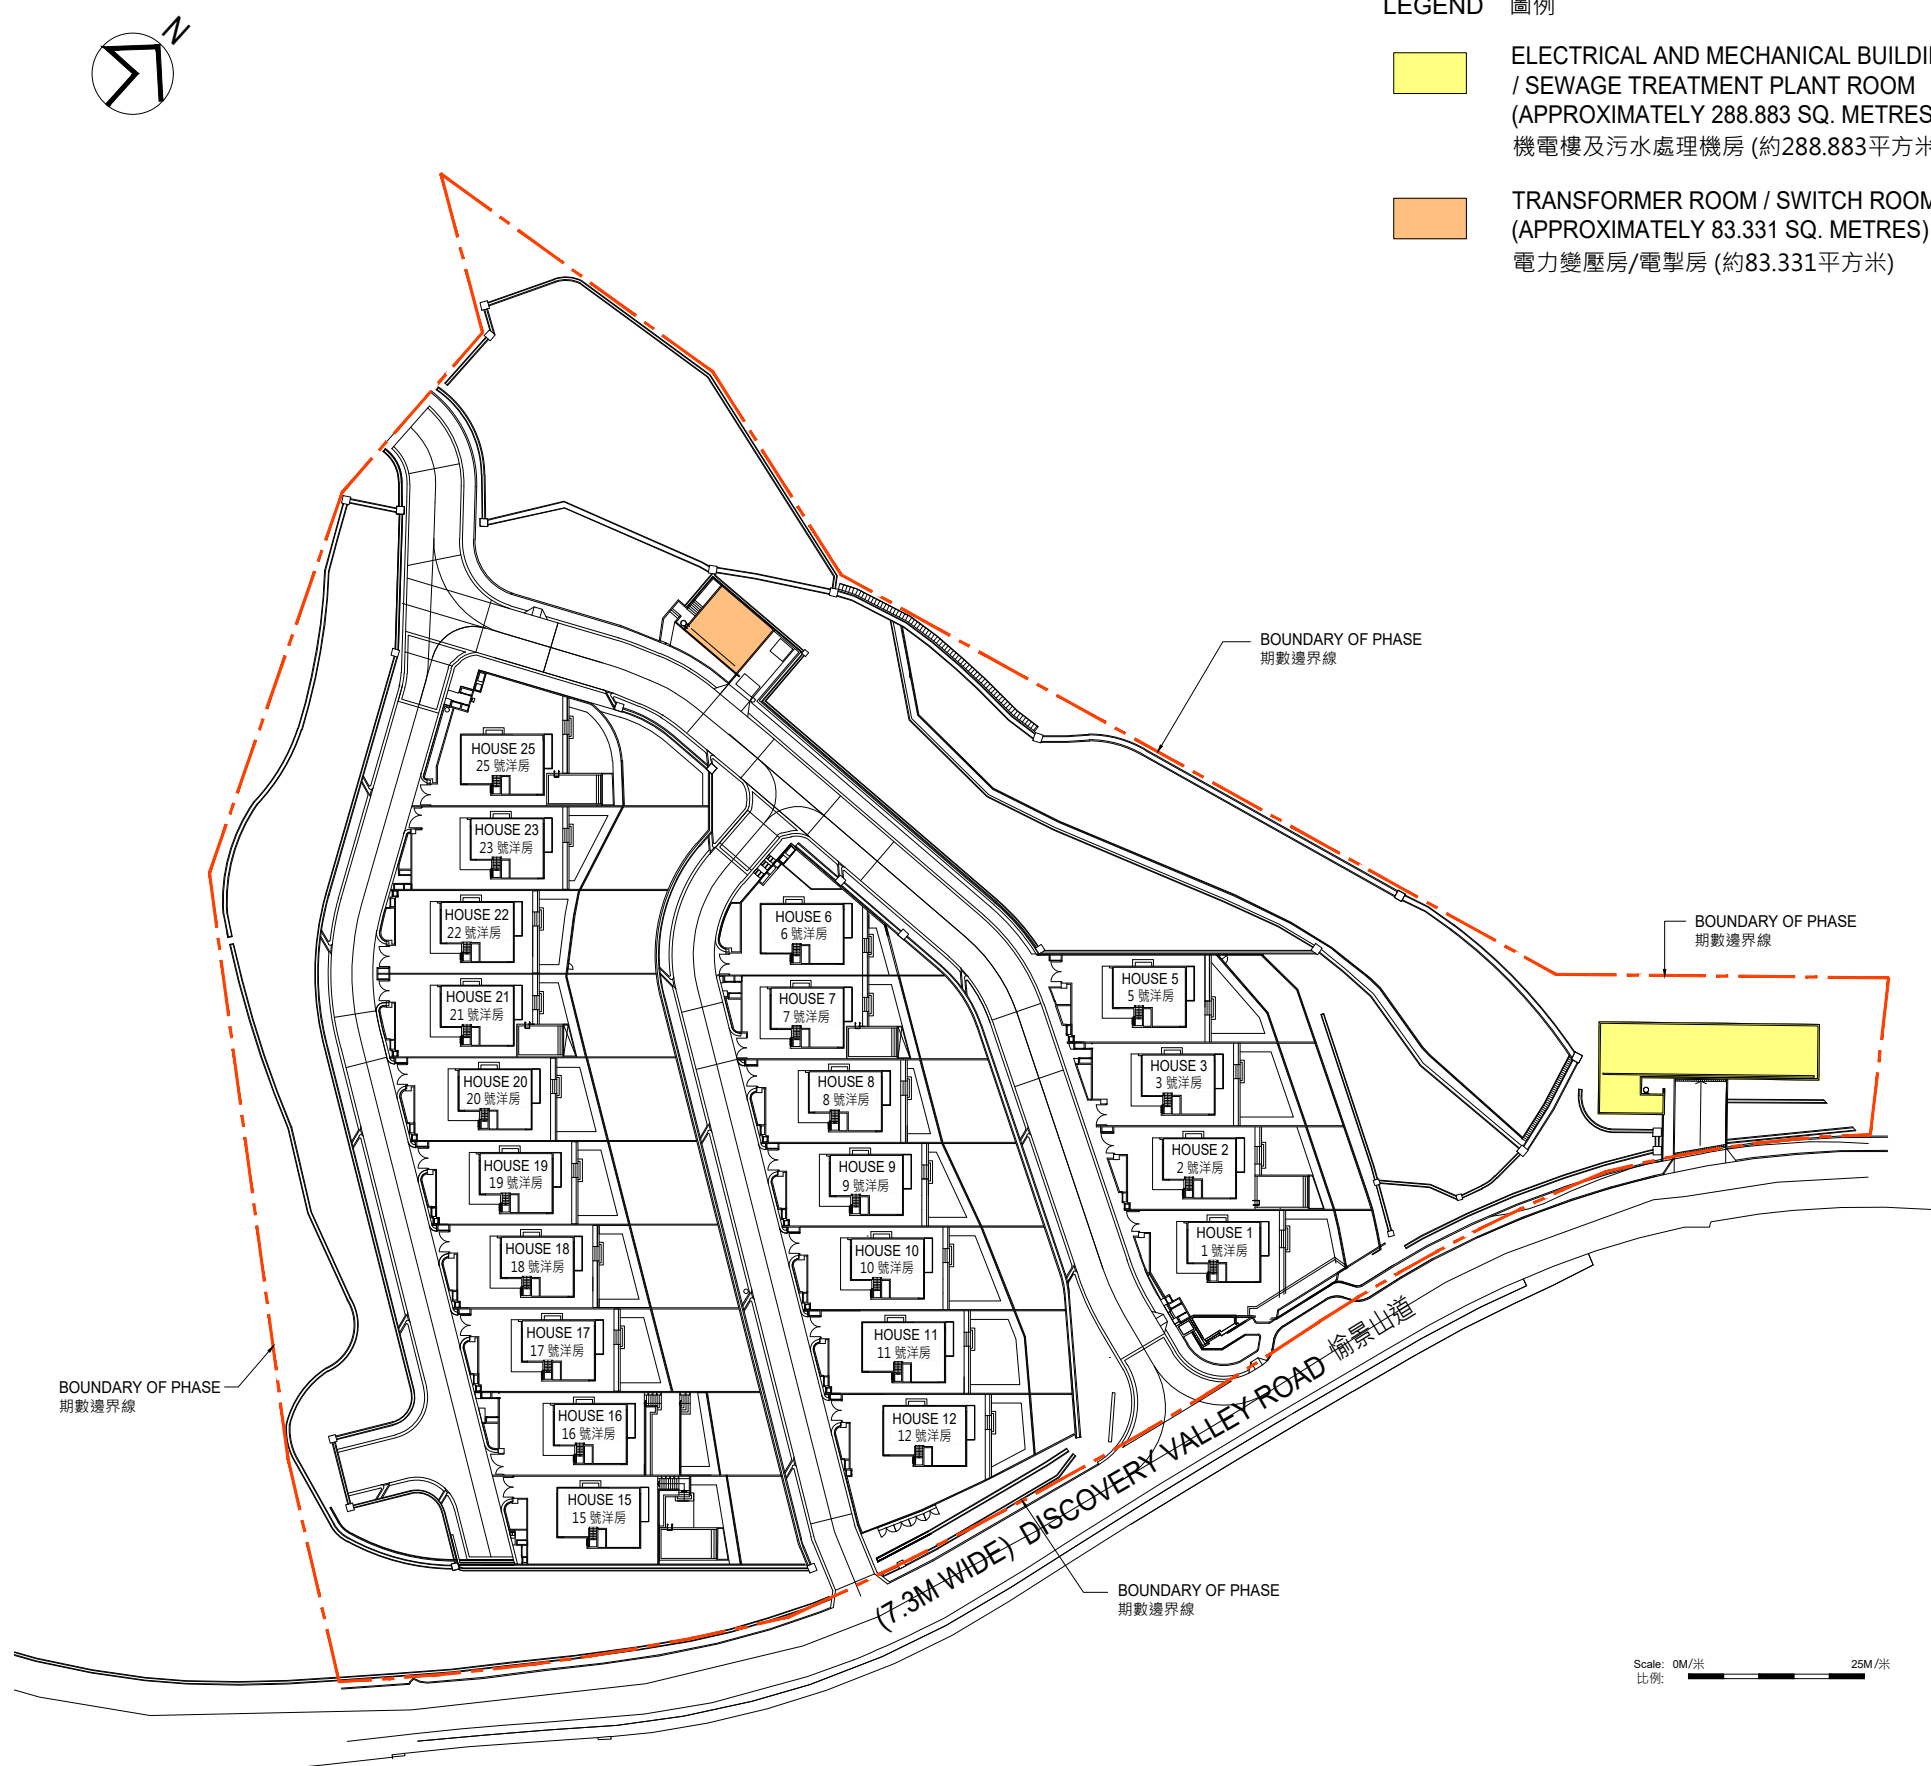 N
LEGEND 圖例
ELECTRICAL AND MECHANICAL BUILDI
/ SEWAGE TREATMENT PLANT ROOM
(APPROXIMATELY 288.883 SQ. METRES
機電樓及污水處理機房 (約288.883平方米
TRANSFORMER ROOM / SWITCH ROOM
(APPROXIMATELY 83.331 SQ. METRES)
電力變壓房/電掣房 (約83.331平方米)
BOUNDARY OF PHASE
期數邊界線
BOUNDARY OF PHASE
期數邊界線
HOUSE 25
25 號洋房
HOUSE 23
23 號洋房
HOUSE 22
22 號洋房
HOUSE 21
21 號洋房
HOUSE 20
20 號洋房
HOUSE 19
19 號洋房
HOUSE 18
18 號洋房
HOUSE 17
17 號洋房
HOUSE 16
16 號洋房
HOUSE 15
15 號洋房
HOUSE 6
6 號洋房
HOUSE 7
7 號洋房
HOUSE 8
8 號洋房
HOUSE 9
9 號洋房
HOUSE 10
10 號洋房
HOUSE 11
11 號洋房
HOUSE 12
12 號洋房
HOUSE 5
5 號洋房
HOUSE 3
3 號洋房
HOUSE 2
2 號洋房
HOUSE 1
1 號洋房
BOUNDARY OF PHASE
期數邊界線
(7.3M WIDE) DISCOVERY VALLEY ROAD 愉景山道
BOUNDARY OF PHASE
期數邊界線
Scale: 0M/米 25M/米
比例: